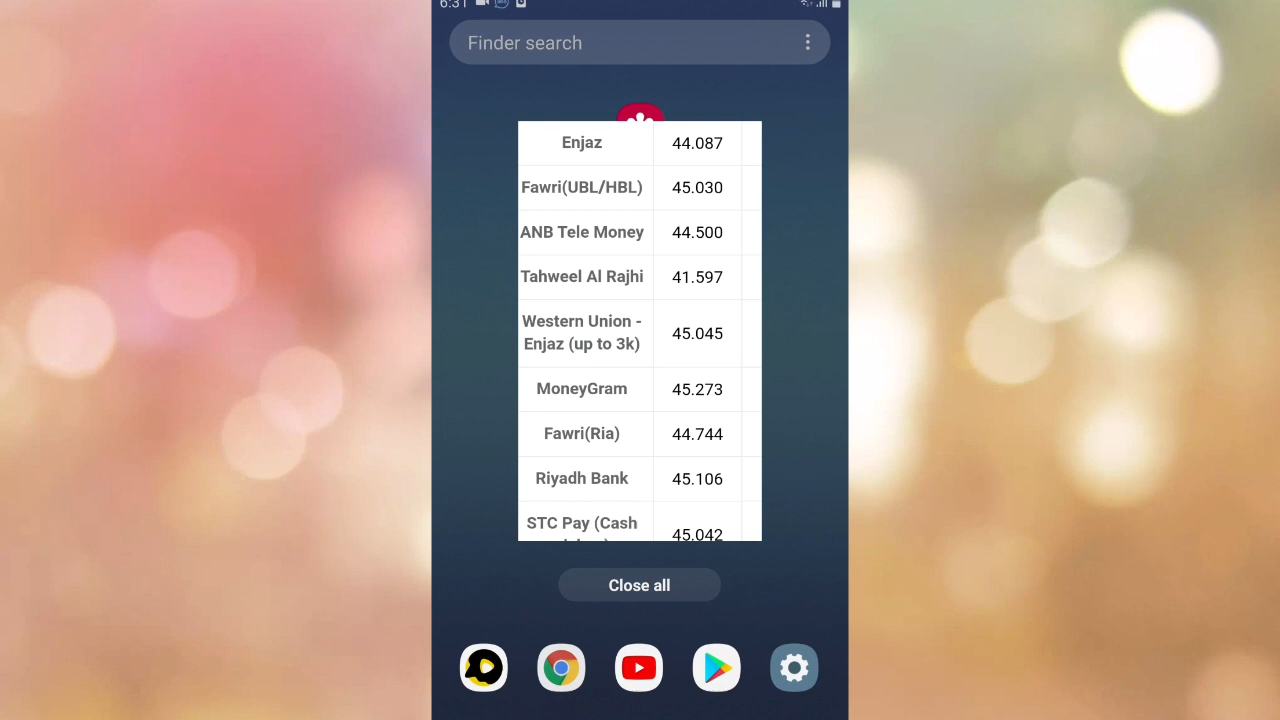 6:31
Finder search
Enjaz 44.087
Fawri(UBL/HBL) 45.030
ANB Tele Money 44.500
Tahweel Al Rajhi 41.597
Western Union -
Enjaz (up to 3k) 45.045
MoneyGram 45.273
Fawri(Ria) 44.744
Riyadh Bank 45.106
STC Pay (Cash
45.042
Close all